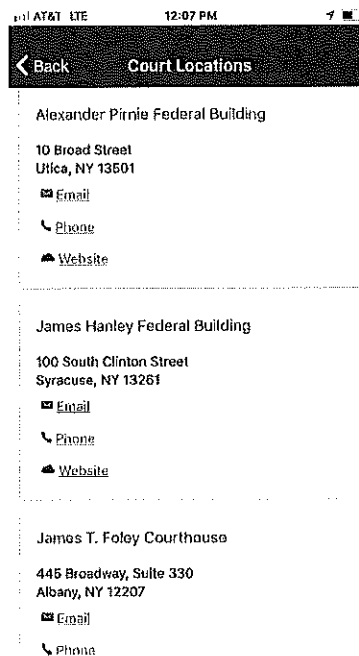 AT&T LTE 12:07 PM
Back Court Locations
Alexander Pirnie Federal Building
10 Broad Street
Utica, NY 13501
Email
Phone
Website
James Hanley Federal Building
100 South Clinton Street
Syracuse, NY 13261
Email
Phone
Website
James T. Foley Courthouse
445 Broadway, Suite 330
Albany, NY 12207
Email
Phone